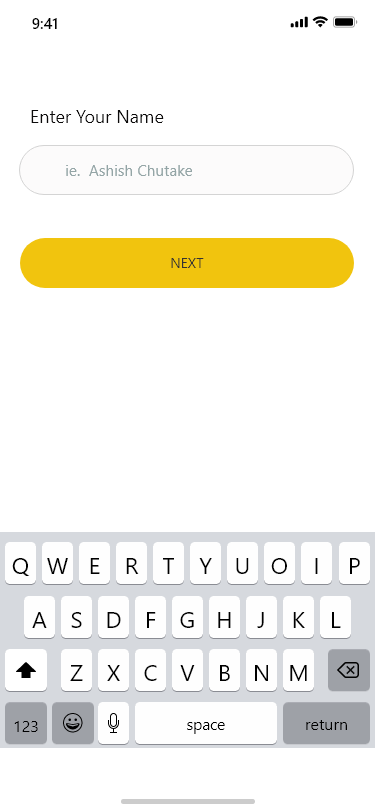 9:41
Enter Your Name
ie. Ashish Chutake
NEXT
Q W E R T Y U O I P
A S D F G H J K L
Z X C V B N M
123 space return